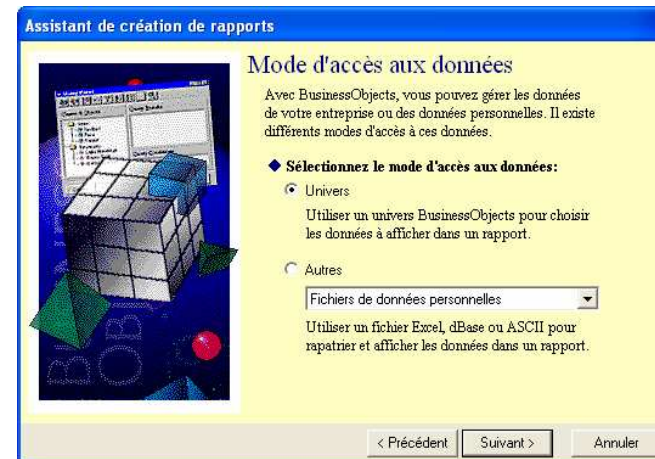 Assistant de création de rapports
Mode d'accès aux données
Avec BusinessObjects, vous pouvez gérer les données
de votre entreprise ou des données personnelles. Il existe
différents modes d'accès à ces données.
Sélectionnez le mode d'accès aux données:
Univers
Utiliser un univers BusinessObjects pour choisir
les données à afficher dans un rapport.
Autres
Fichiers de données personnelles
Utiliser un fichier Excel, dBase ou ASCII pour
rapatrier et afficher les données dans un rapport.
< Précédent
Suivant >
Annuler